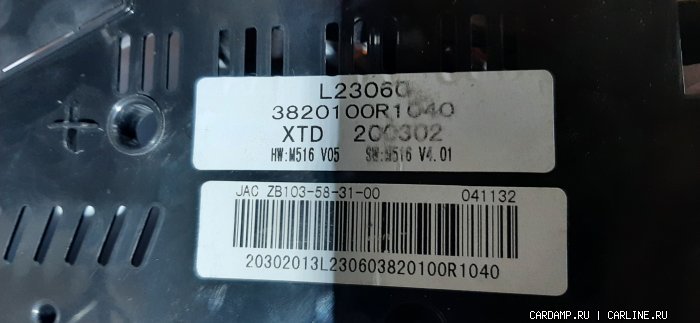 L23060
3820100R1040
XTD 200302
HW:M516 V05 SW:M516 V4.01
JAC ZB103-58-31-00 041132
20302013L230603820100R1040
CARDAMP.RU | CARLINE.RU